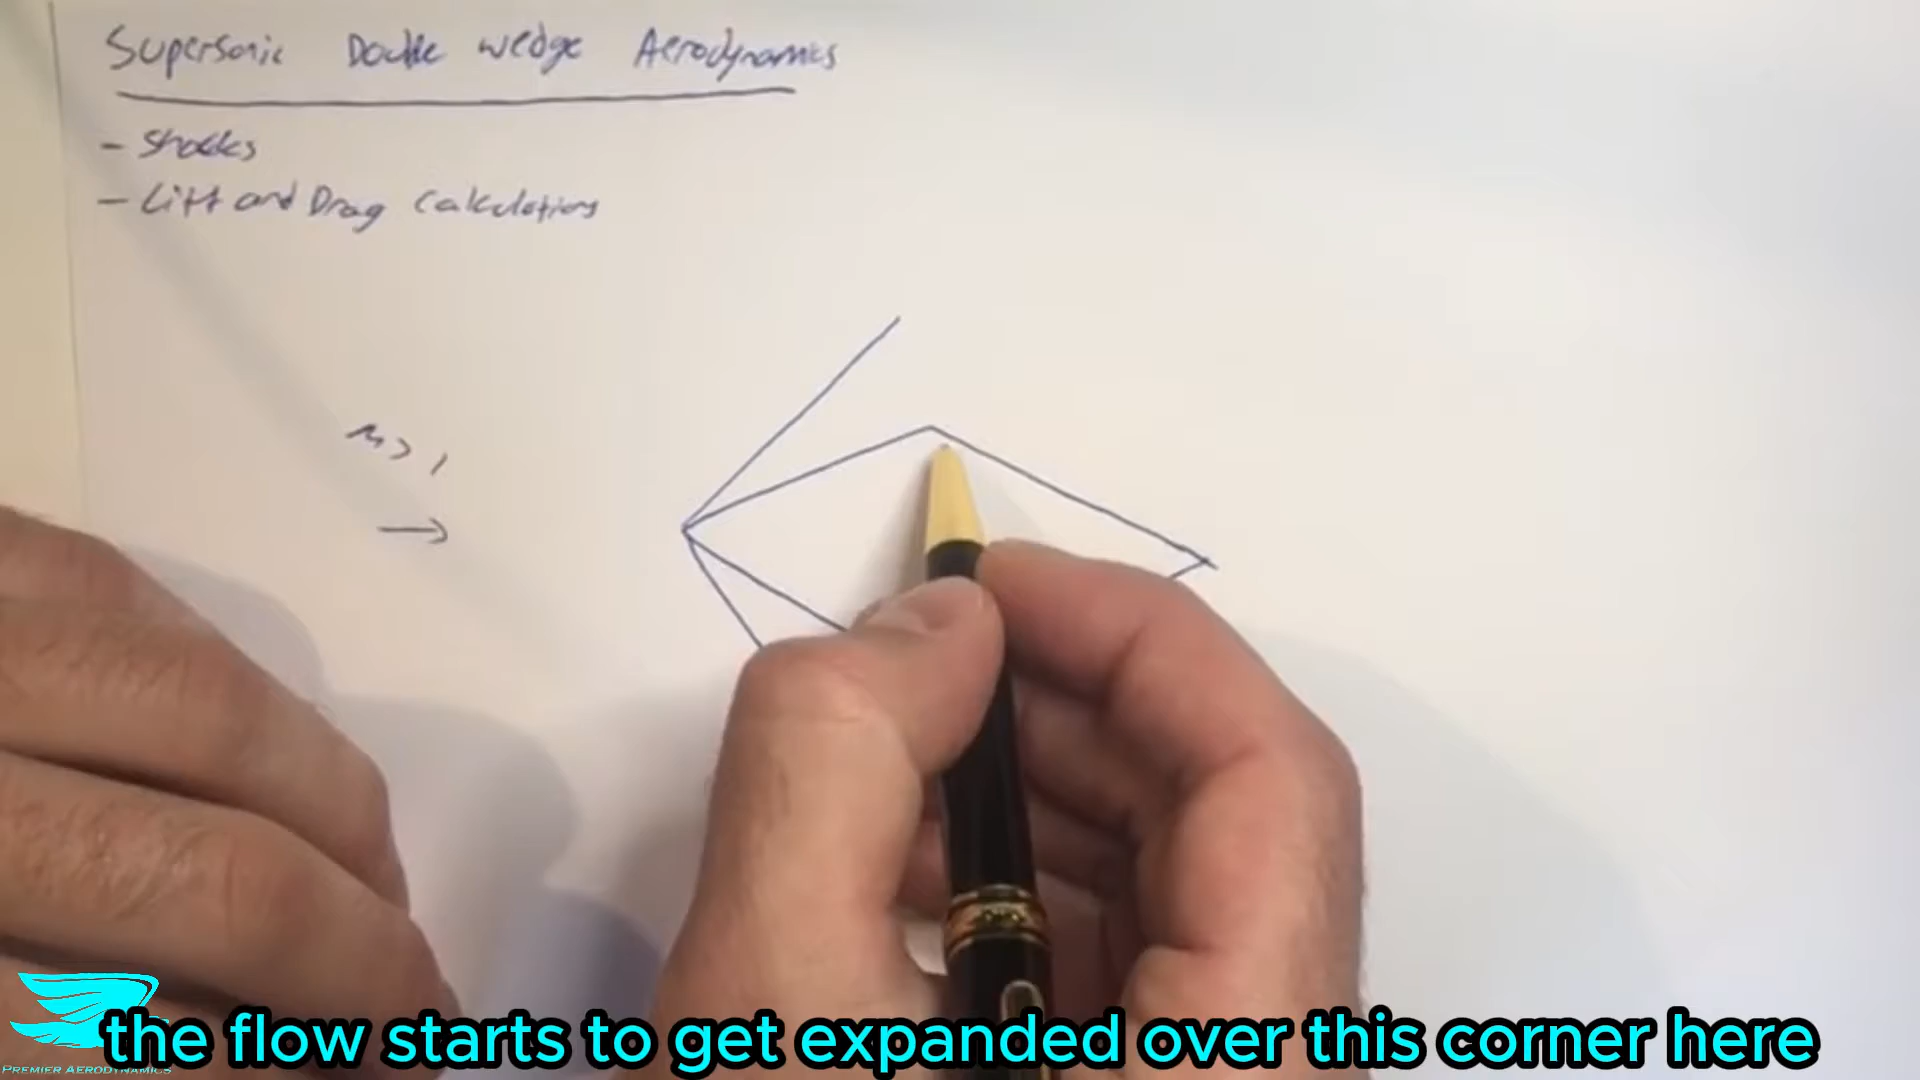 Supersonic Double wedge Aerodynamics
- Shocks
- Lift and Drag Calculations
M > 1
the flow starts to get expanded over this corner here
PREMIER AERODYNAMICS